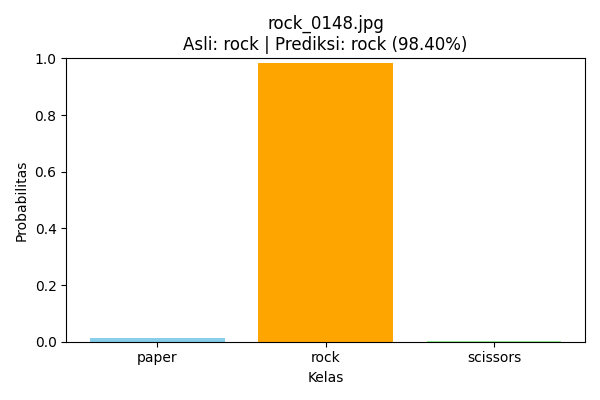 rock_0148.jpg
Asli: rock | Prediksi: rock (98.40%)
1.0
0.8
0.6
0.4
0.2
0.0
Probabilitas
paper rock scissors
Kelas